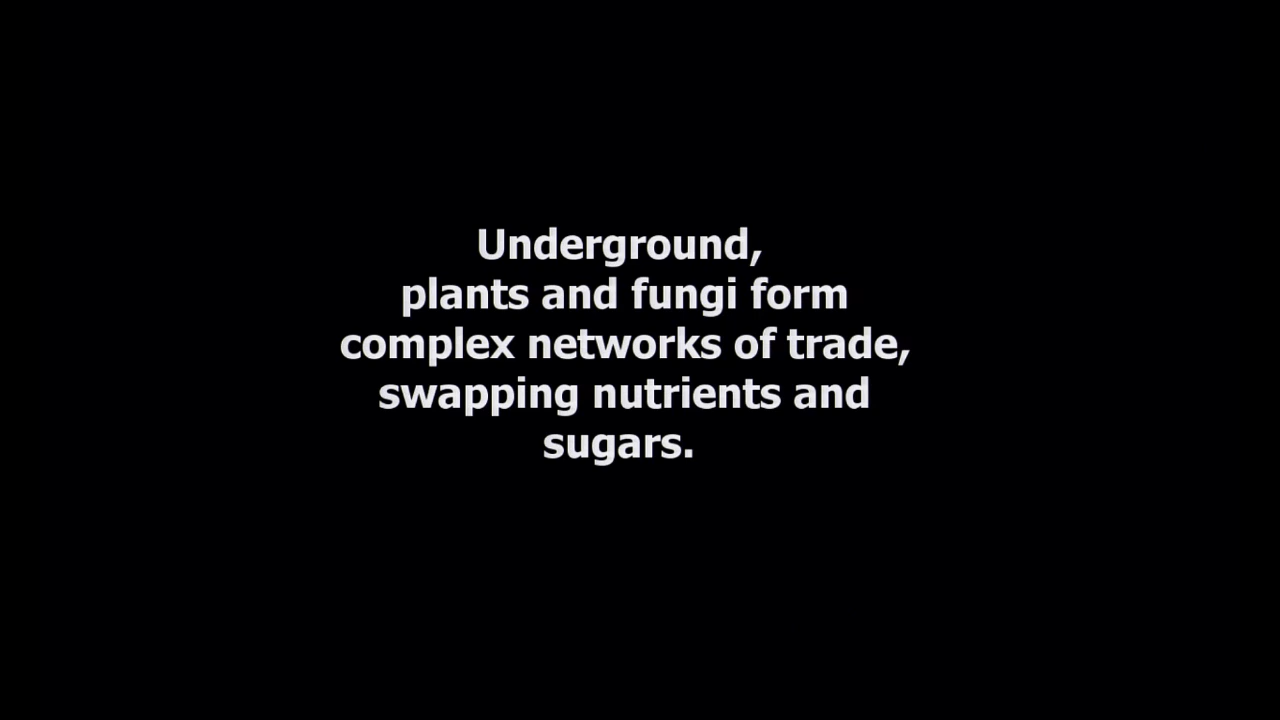 Underground,
plants and fungi form
complex networks of trade,
swapping nutrients and
sugars.